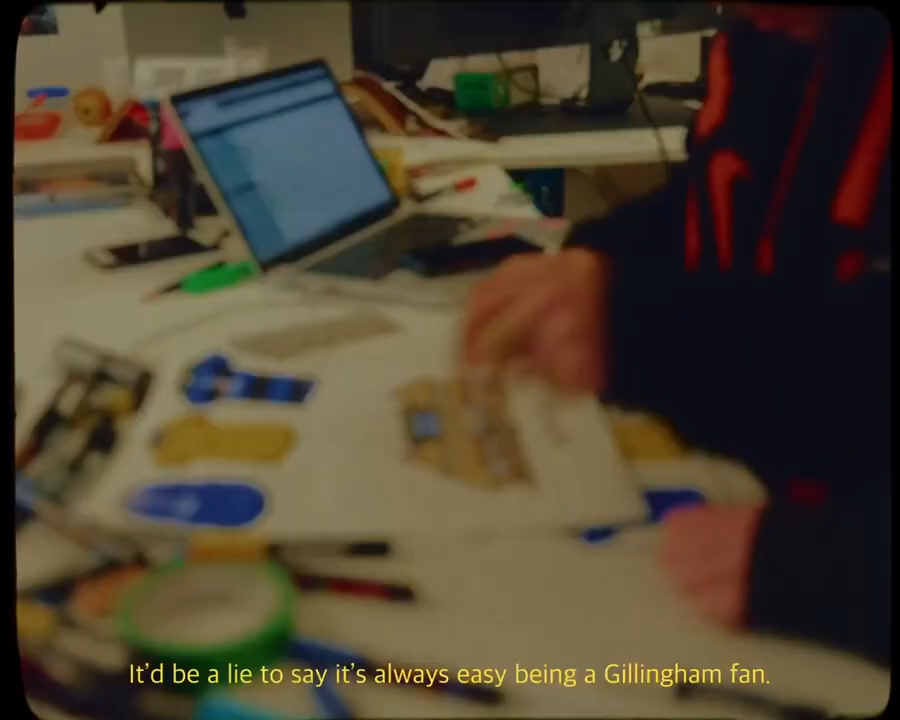 It’d be a lie to say it’s always easy being a Gillingham fan.